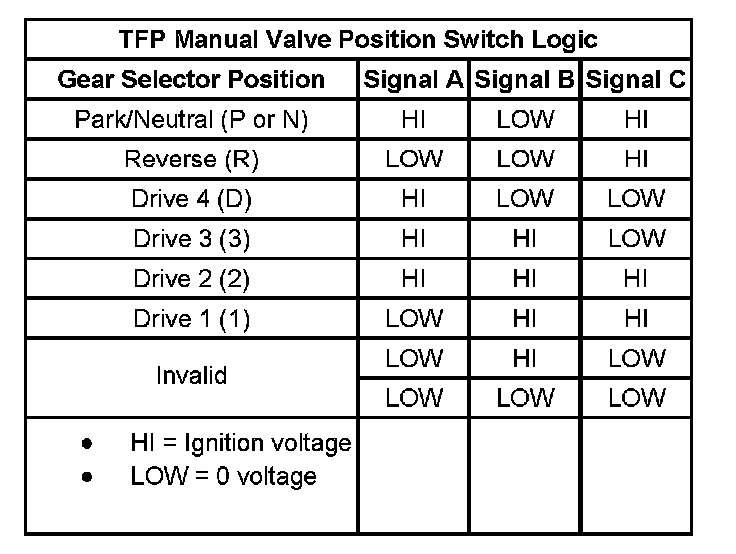 TFP Manual Valve Position Switch Logic
Gear Selector Position Signal A Signal B Signal C
Park/Neutral (P or N) HI LOW HI
Reverse (R) LOW LOW HI
Drive 4 (D) HI LOW LOW
Drive 3 (3) HI HI LOW
Drive 2 (2) HI HI HI
Drive 1 (1) LOW HI HI
Invalid LOW HI LOW
LOW LOW LOW
• HI = Ignition voltage
• LOW = 0 voltage